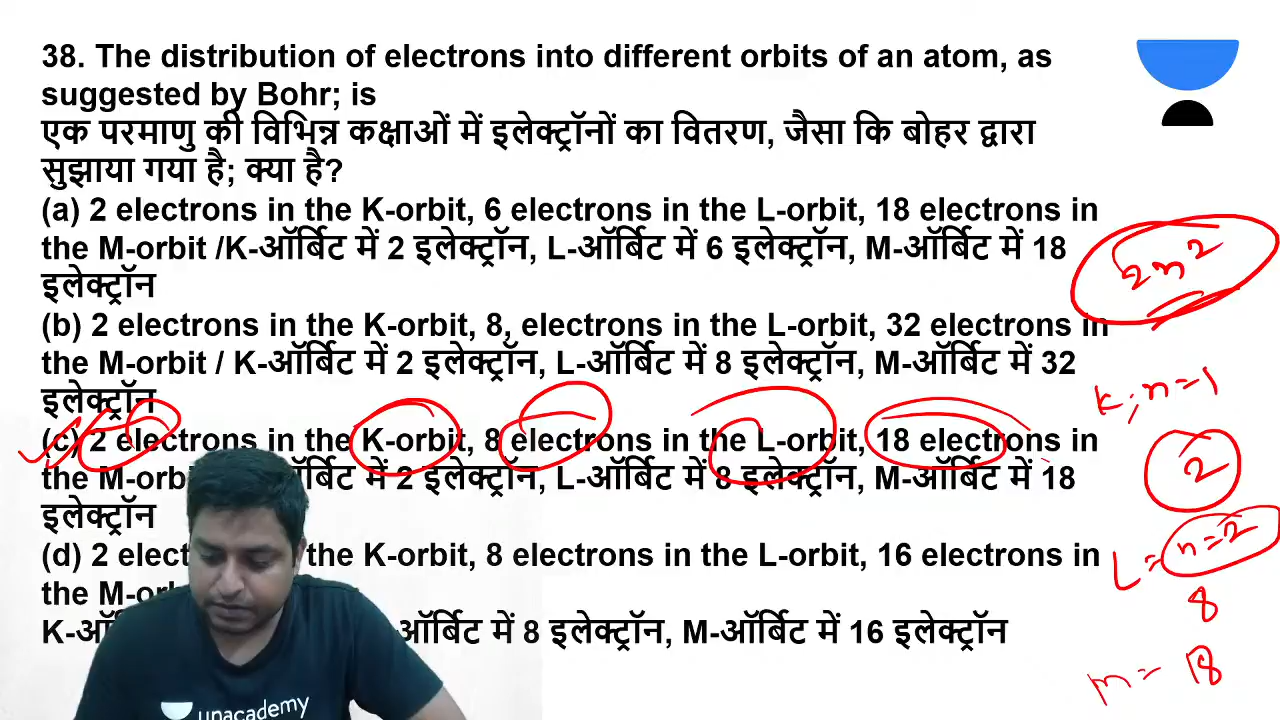 38. The distribution of electrons into different orbits of an atom, as
suggested by Bohr; is
एक परमाणु की विभिन्न कक्षाओं में इलेक्ट्रॉनों का वितरण, जैसा कि बोहर द्वारा
सुझाया गया है; क्या है?
(a) 2 electrons in the K-orbit, 6 electrons in the L-orbit, 18 electrons in
the M-orbit /K-ऑर्बिट में 2 इलेक्ट्रॉन, L-ऑर्बिट में 6 इलेक्ट्रॉन, M-ऑर्बिट में 18
इलेक्ट्रॉन
(b) 2 electrons in the K-orbit, 8, electrons in the L-orbit, 32 electrons in
the M-orbit / K-ऑर्बिट में 2 इलेक्ट्रॉन, L-ऑर्बिट में 8 इलेक्ट्रॉन, M-ऑर्बिट में 32
इलेक्ट्रॉन
(c) 2 electrons in the K-orbit, 8 electrons in the L-orbit, 18 electrons in
the M-orb ऑर्बिट में 2 इलेक्ट्रॉन, L-ऑर्बिट में 8 इलेक्ट्रॉन, M-ऑर्बिट में 18
इलेक्ट्रॉन
(d) 2 elect the K-orbit, 8 electrons in the L-orbit, 16 electrons in
the M-or
K-ऑ ऑर्बिट में 8 इलेक्ट्रॉन, M-ऑर्बिट में 16 इलेक्ट्रॉन
2n²
K; n=1
2
L = n=2
8
m = 18
unacademy